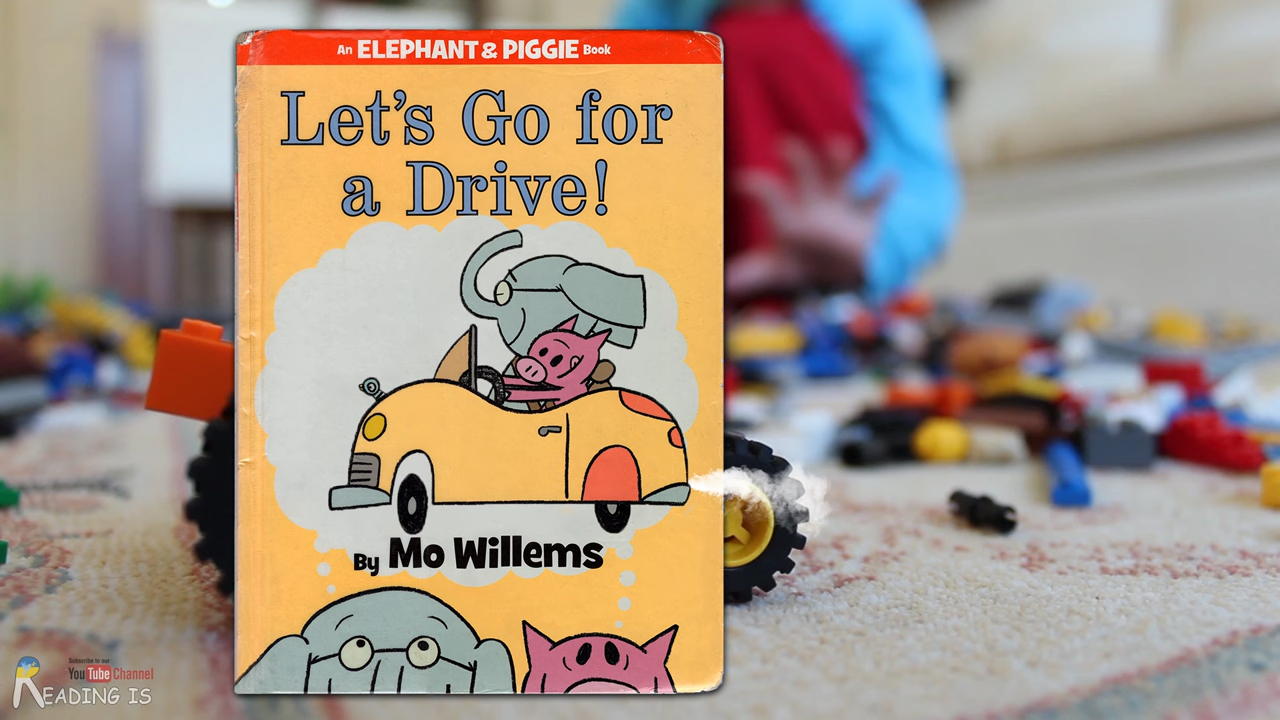 An ELEPHANT & PIGGIE Book
Let's Go for
a Drive!
By Mo Willems
Subscribe to our
YouTube Channel
READING IS